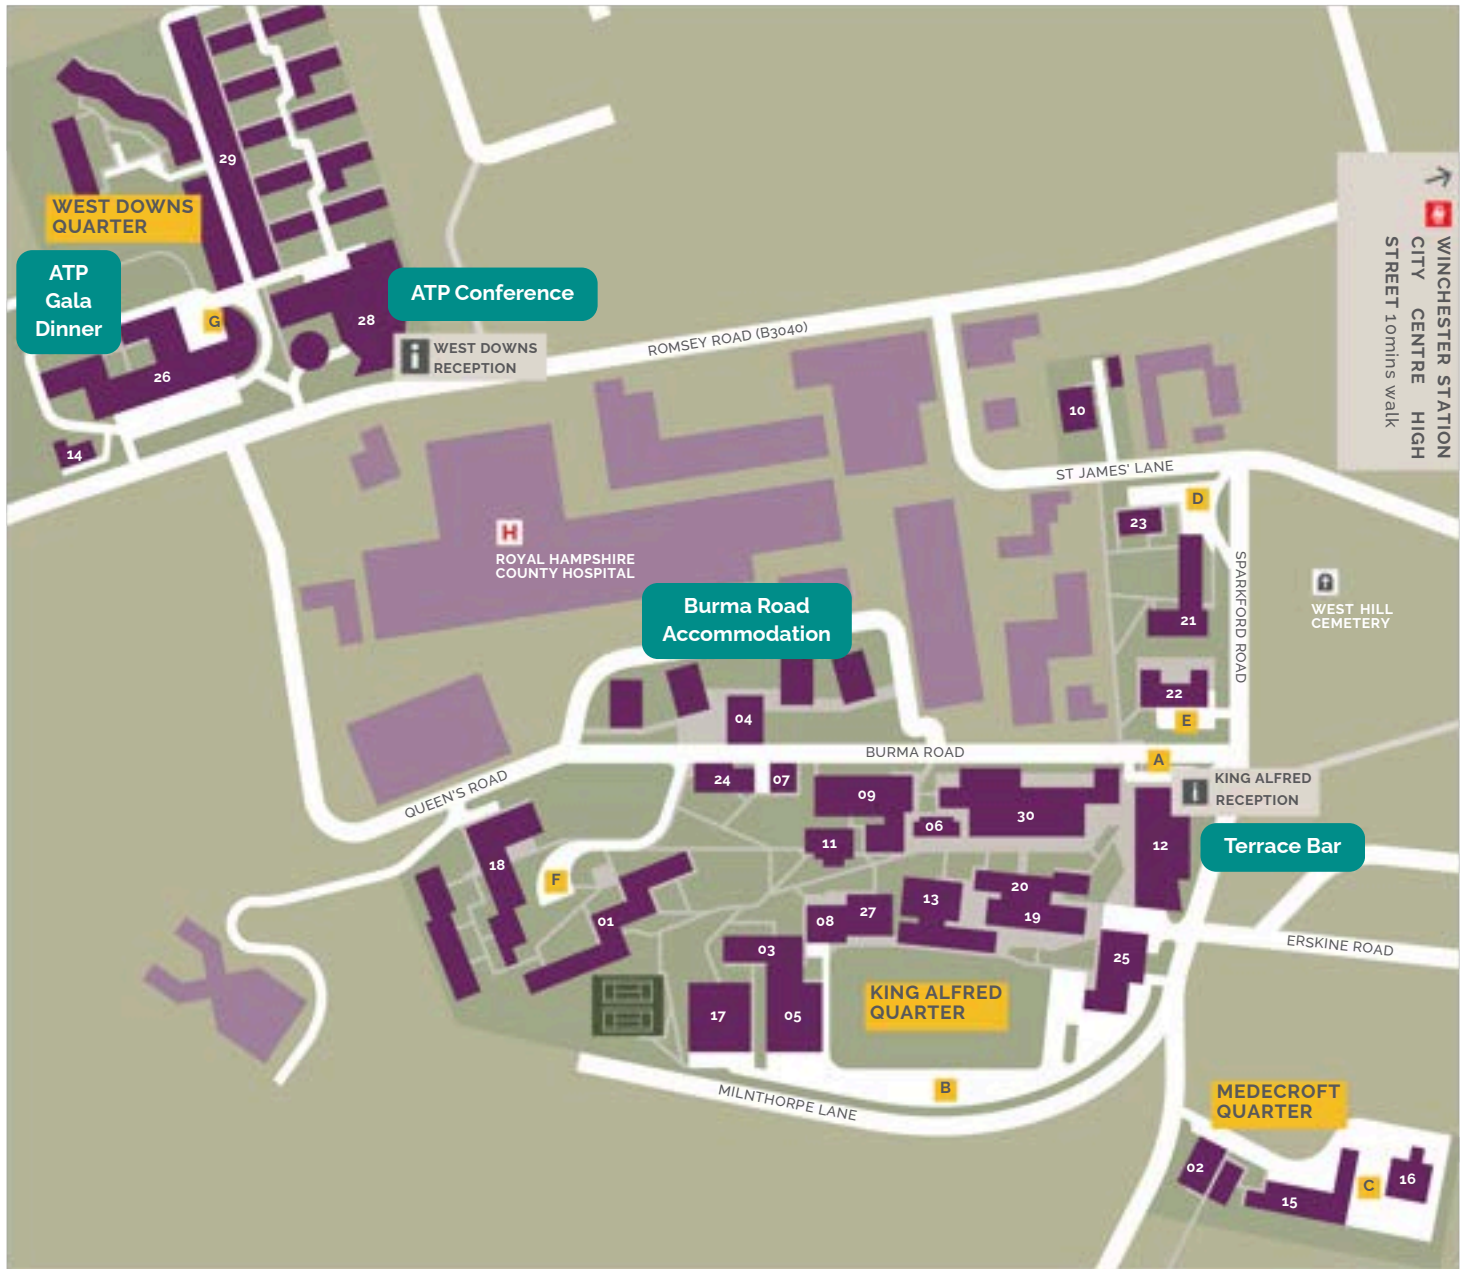 29
WEST DOWNS
QUARTER
ATP
Gala
Dinner
G
26
14
28
ATP Conference
i
WEST DOWNS
RECEPTION
ROMSEY ROAD (B3040)
WINCHESTER STATION
CITY CENTRE HIGH
STREET 10mins walk
10
ST JAMES' LANE
D
23
21
SPARKFORD ROAD
WEST HILL
CEMETERY
22
E
H
ROYAL HAMPSHIRE
COUNTY HOSPITAL
Burma Road
Accommodation
04
BURMA ROAD
A
i
KING ALFRED
RECEPTION
QUEEN'S ROAD
24
07
09
30
06
11
12
Terrace Bar
18
F
01
20
19
13
27
08
03
25
ERSKINE ROAD
KING ALFRED
QUARTER
17
05
B
MILNTHORPE LANE
MEDECROFT
QUARTER
02
15
C
16